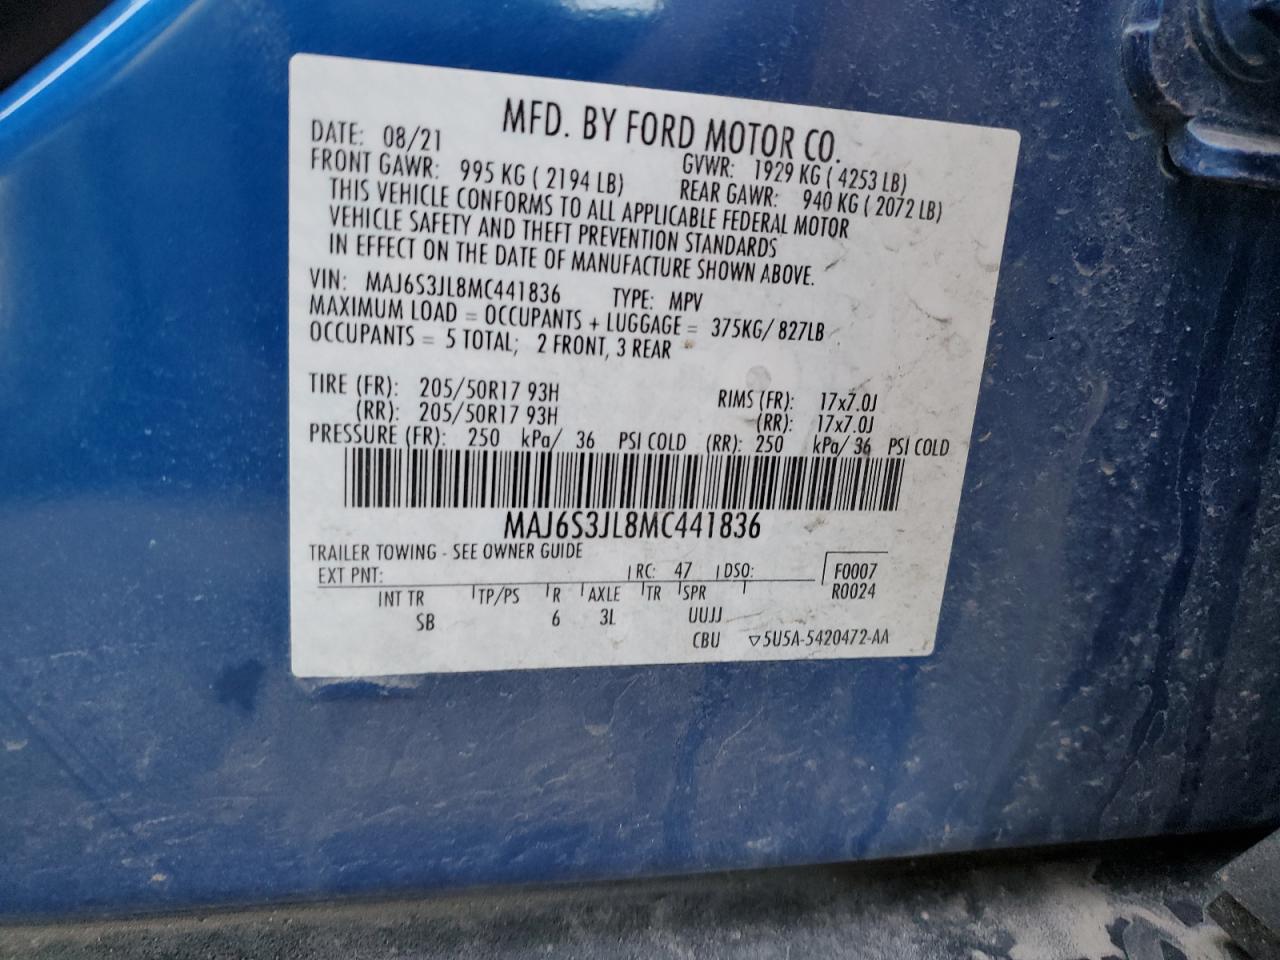 MFD. BY FORD MOTOR CO.
DATE: 08/21 GVWR: 1929 KG ( 4253 LB)
FRONT GAWR: 995 KG ( 2194 LB) REAR GAWR: 940 KG ( 2072 LB)
THIS VEHICLE CONFORMS TO ALL APPLICABLE FEDERAL MOTOR
VEHICLE SAFETY AND THEFT PREVENTION STANDARDS
IN EFFECT ON THE DATE OF MANUFACTURE SHOWN ABOVE.
VIN: MAJ6S3JL8MC441836 TYPE: MPV
MAXIMUM LOAD = OCCUPANTS + LUGGAGE = 375KG/ 827LB
OCCUPANTS = 5 TOTAL; 2 FRONT, 3 REAR
TIRE (FR): 205/50R17 93H RIMS (FR): 17x7.0J
(RR): 205/50R17 93H (RR): 17x7.0J
PRESSURE (FR): 250 kPa/ 36 PSI COLD (RR): 250 kPa/ 36 PSI COLD
MAJ6S3JL8MC441836
TRAILER TOWING - SEE OWNER GUIDE
EXT PNT: RC: 47 DSO: F0007
R0024
INT TR TP/PS R AXLE TR SPR
SB 6 3L UUJJ
CBU ▽5U5A-5420472-AA